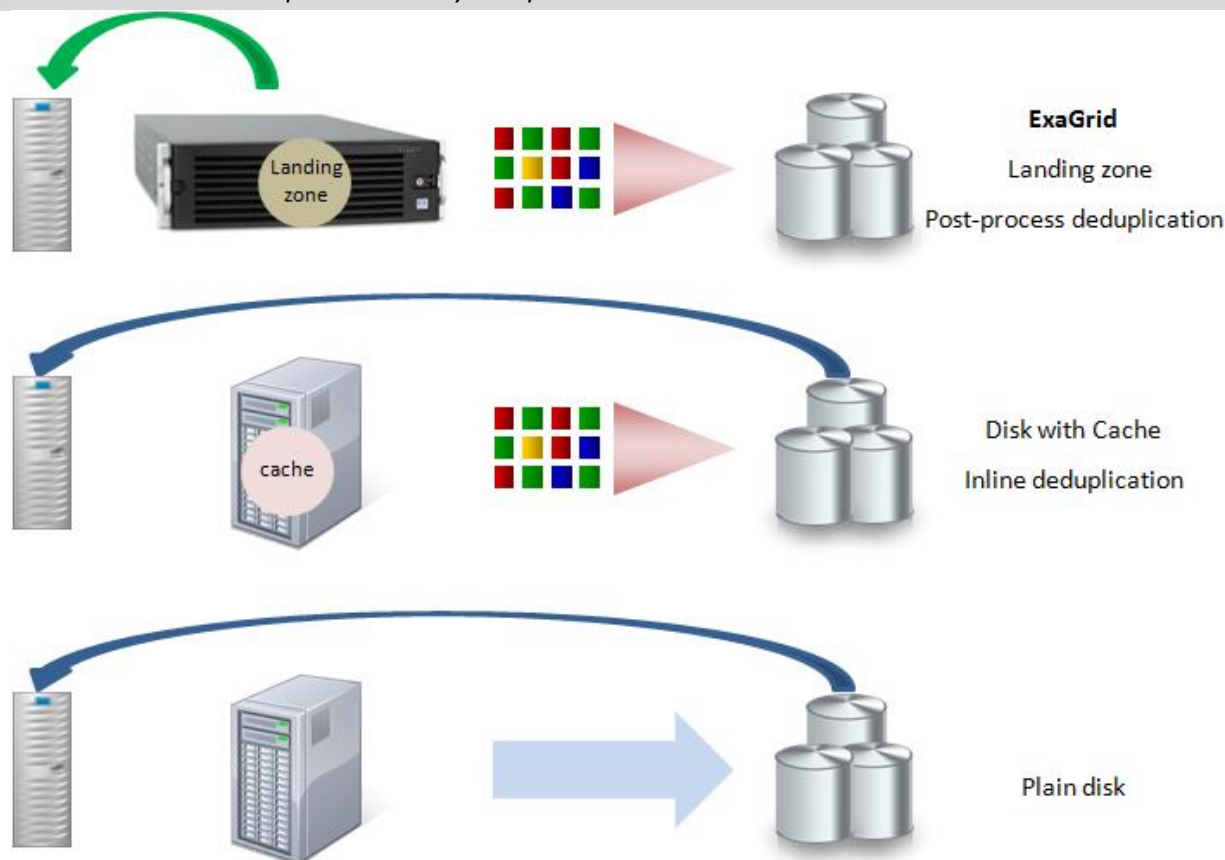 Landing
zone
ExaGrid
Landing zone
Post-process deduplication
cache
Disk with Cache
Inline deduplication
Plain disk